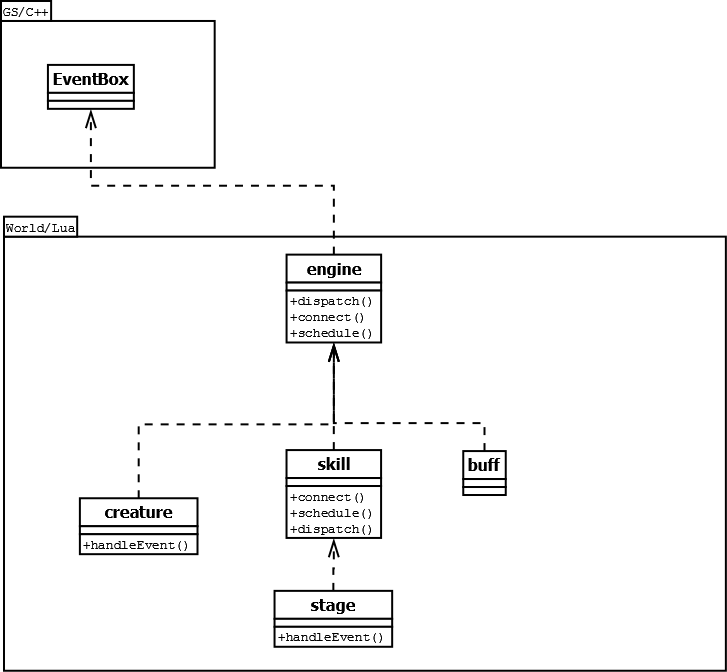 GS/C++
EventBox
World/Lua
engine
+dispatch()
+connect()
+schedule()
skill
+connect()
+schedule()
+dispatch()
buff
creature
+handleEvent()
stage
+handleEvent()